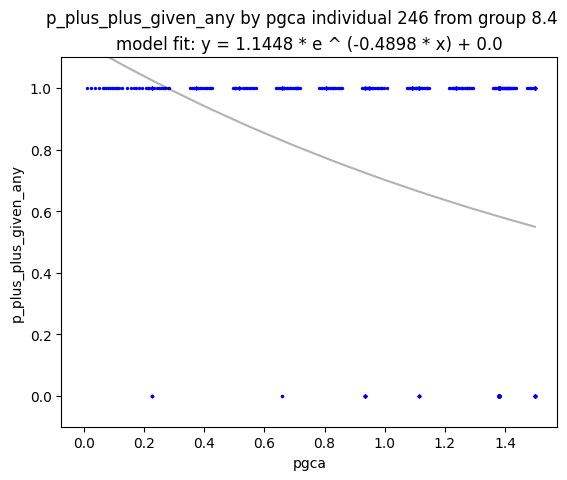 p_plus_plus_given_any by pgca individual 246 from group 8.4
model fit: y = 1.1448 * e ^ (-0.4898 * x) + 0.0
1.0
0.8
0.6
0.4
0.2
0.0
p_plus_plus_given_any
0.0 0.2 0.4 0.6 0.8 1.0 1.2 1.4
pgca